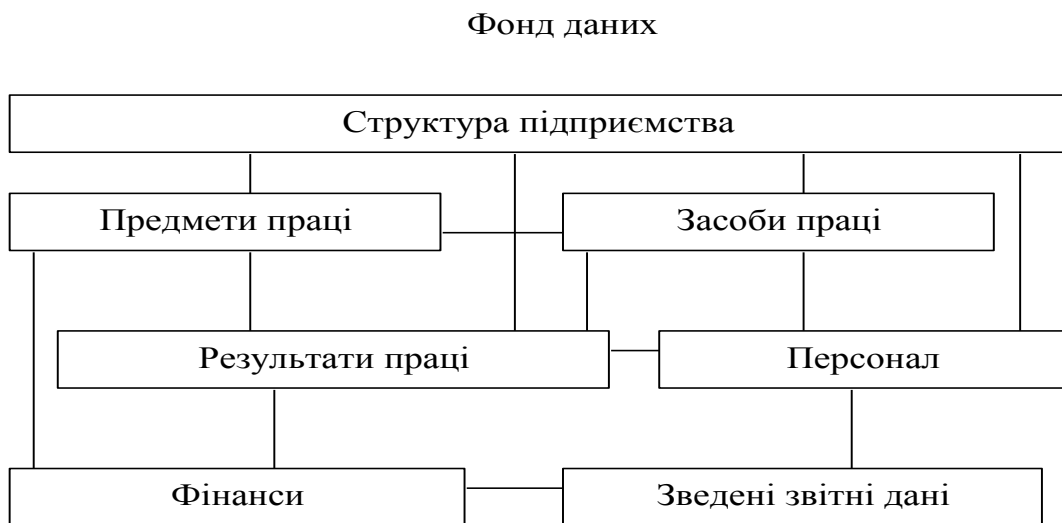 Фонд даних
Структура підприємства
Предмети праці
Засоби праці
Результати праці
Персонал
Фінанси
Зведені звітні дані